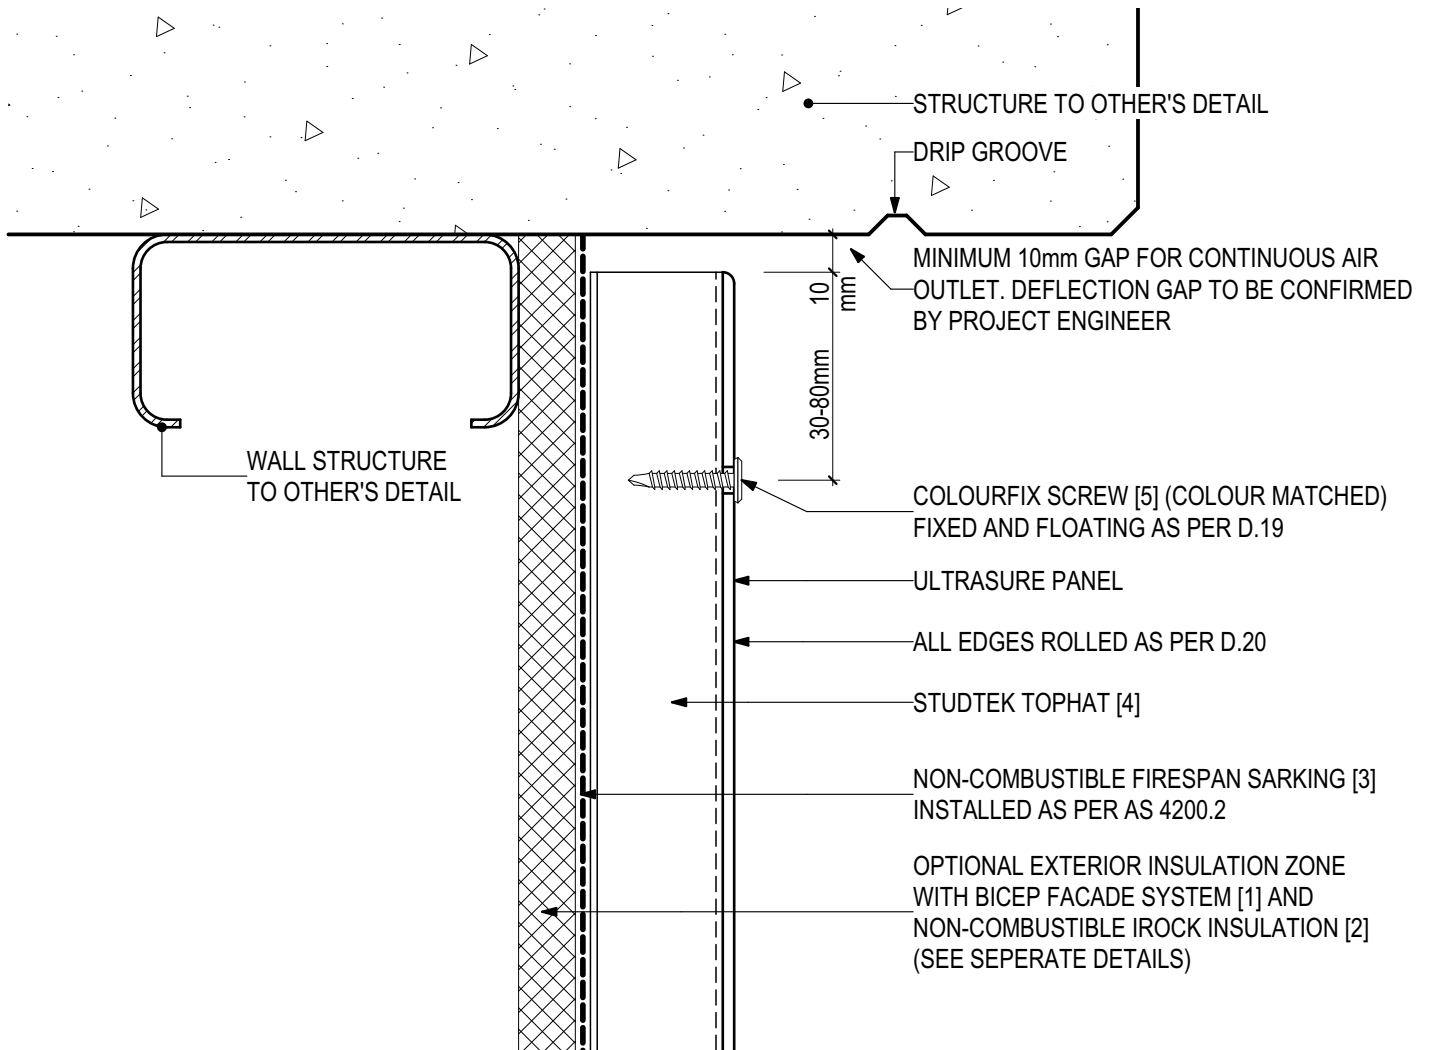 STRUCTURE TO OTHER'S DETAIL
DRIP GROOVE
MINIMUM 10mm GAP FOR CONTINUOUS AIR
OUTLET. DEFLECTION GAP TO BE CONFIRMED
BY PROJECT ENGINEER
10
mm
30-80mm
WALL STRUCTURE
TO OTHER'S DETAIL
COLOURFIX SCREW [5] (COLOUR MATCHED)
FIXED AND FLOATING AS PER D.19
ULTRASURE PANEL
ALL EDGES ROLLED AS PER D.20
STUDTEK TOPHAT [4]
NON-COMBUSTIBLE FIRESPAN SARKING [3]
INSTALLED AS PER AS 4200.2
OPTIONAL EXTERIOR INSULATION ZONE
WITH BICEP FACADE SYSTEM [1] AND
NON-COMBUSTIBLE IROCK INSULATION [2]
(SEE SEPERATE DETAILS)